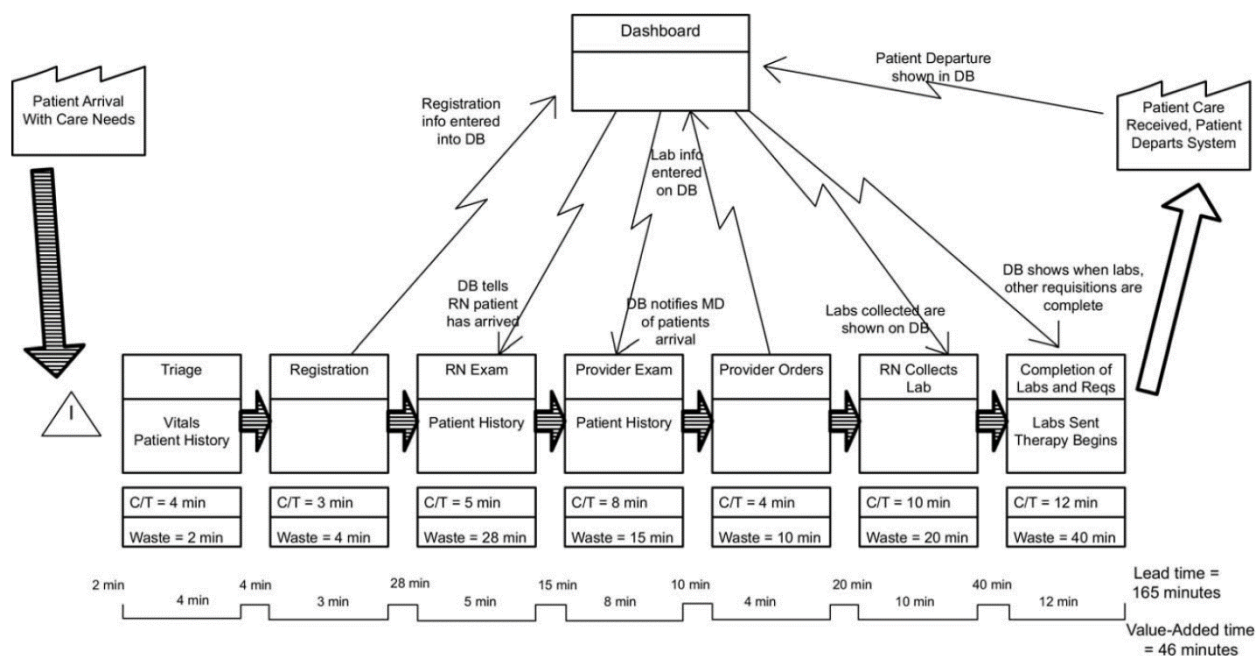 Dashboard
Patient Arrival
With Care Needs
Registration
info entered
into DB
Patient Departure
shown in DB
Patient Care
Received, Patient
Departs System
Lab info
entered
on DB
DB tells
RN patient
has arrived
DB notifies MD
of patients
arrival
Labs collected are
shown on DB
DB shows when labs,
other requisitions are
complete
I
Triage
Vitals
Patient History
C/T = 4 min
Waste = 2 min
Registration
C/T = 3 min
Waste = 4 min
RN Exam
Patient History
C/T = 5 min
Waste = 28 min
Provider Exam
Patient History
C/T = 8 min
Waste = 15 min
Provider Orders
C/T = 4 min
Waste = 10 min
RN Collects
Lab
C/T = 10 min
Waste = 20 min
Completion of
Labs and Reqs
Labs Sent
Therapy Begins
C/T = 12 min
Waste = 40 min
2 min
4 min
4 min
3 min
28 min
5 min
15 min
8 min
10 min
4 min
20 min
10 min
40 min
12 min
Lead time =
165 minutes
Value-Added time
= 46 minutes